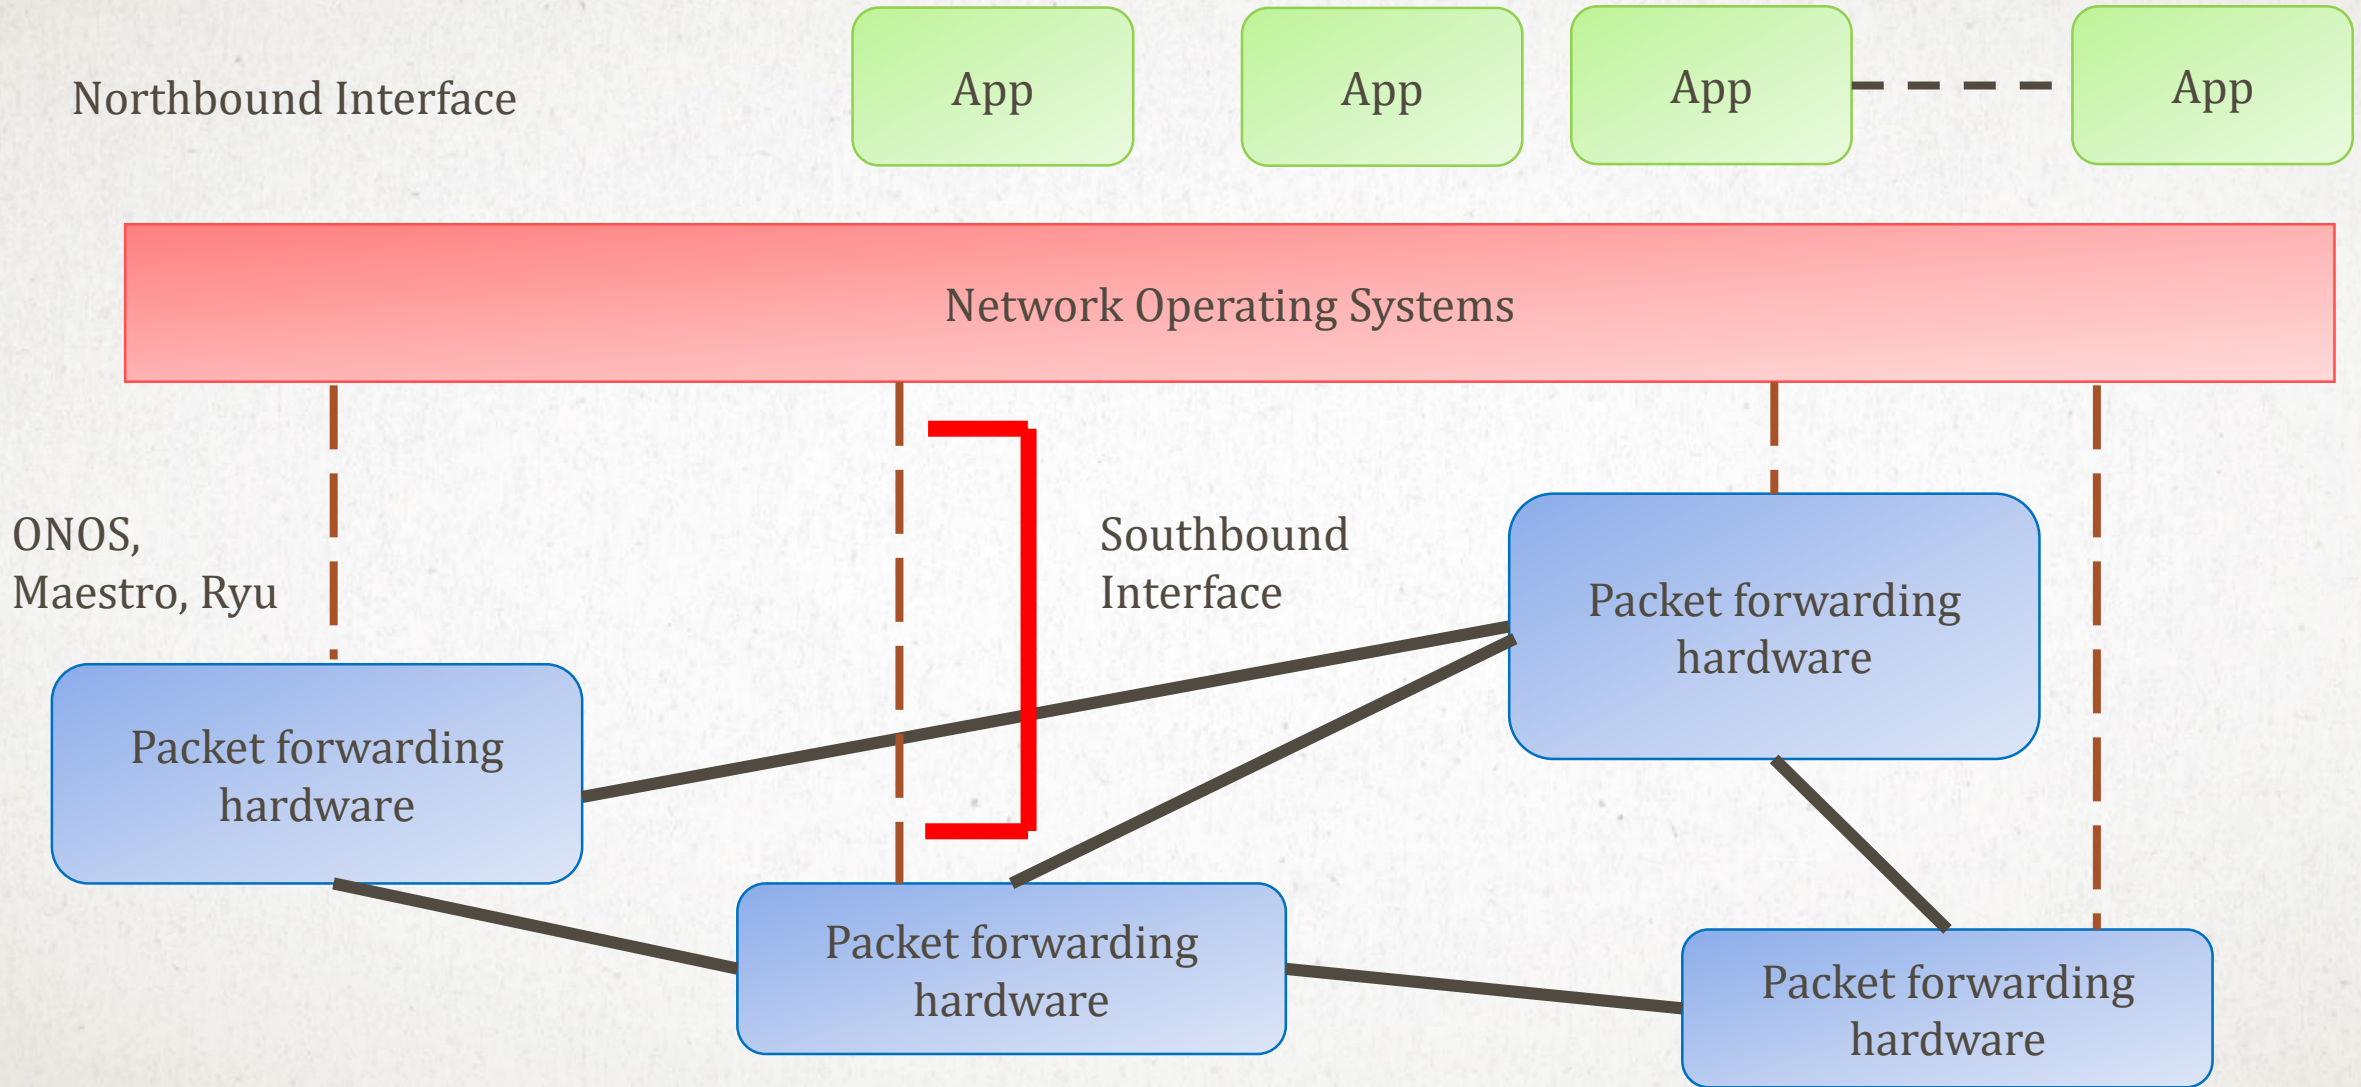 Northbound Interface
App
App
App
App
Network Operating Systems
ONOS,
Maestro, Ryu
Southbound
Interface
Packet forwarding
hardware
Packet forwarding
hardware
Packet forwarding
hardware
Packet forwarding
hardware